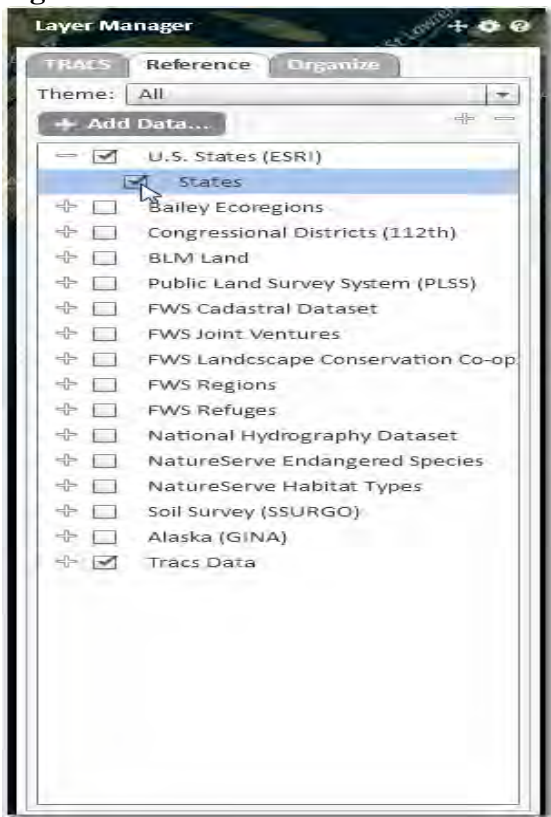 Layer Manager
TRACS Reference Organize
Theme: All
Add Data...
U.S. States (ESRI)
States
Bailey Ecoregions
Congressional Districts (112th)
BLM Land
Public Land Survey System (PLSS)
FWS Cadastral Dataset
FWS Joint Ventures
FWS Landcscape Conservation Co-op
FWS Regions
FWS Refuges
National Hydrography Dataset
NatureServe Endangered Species
NatureServe Habitat Types
Soil Survey (SSURGO)
Alaska (GINA)
Tracs Data